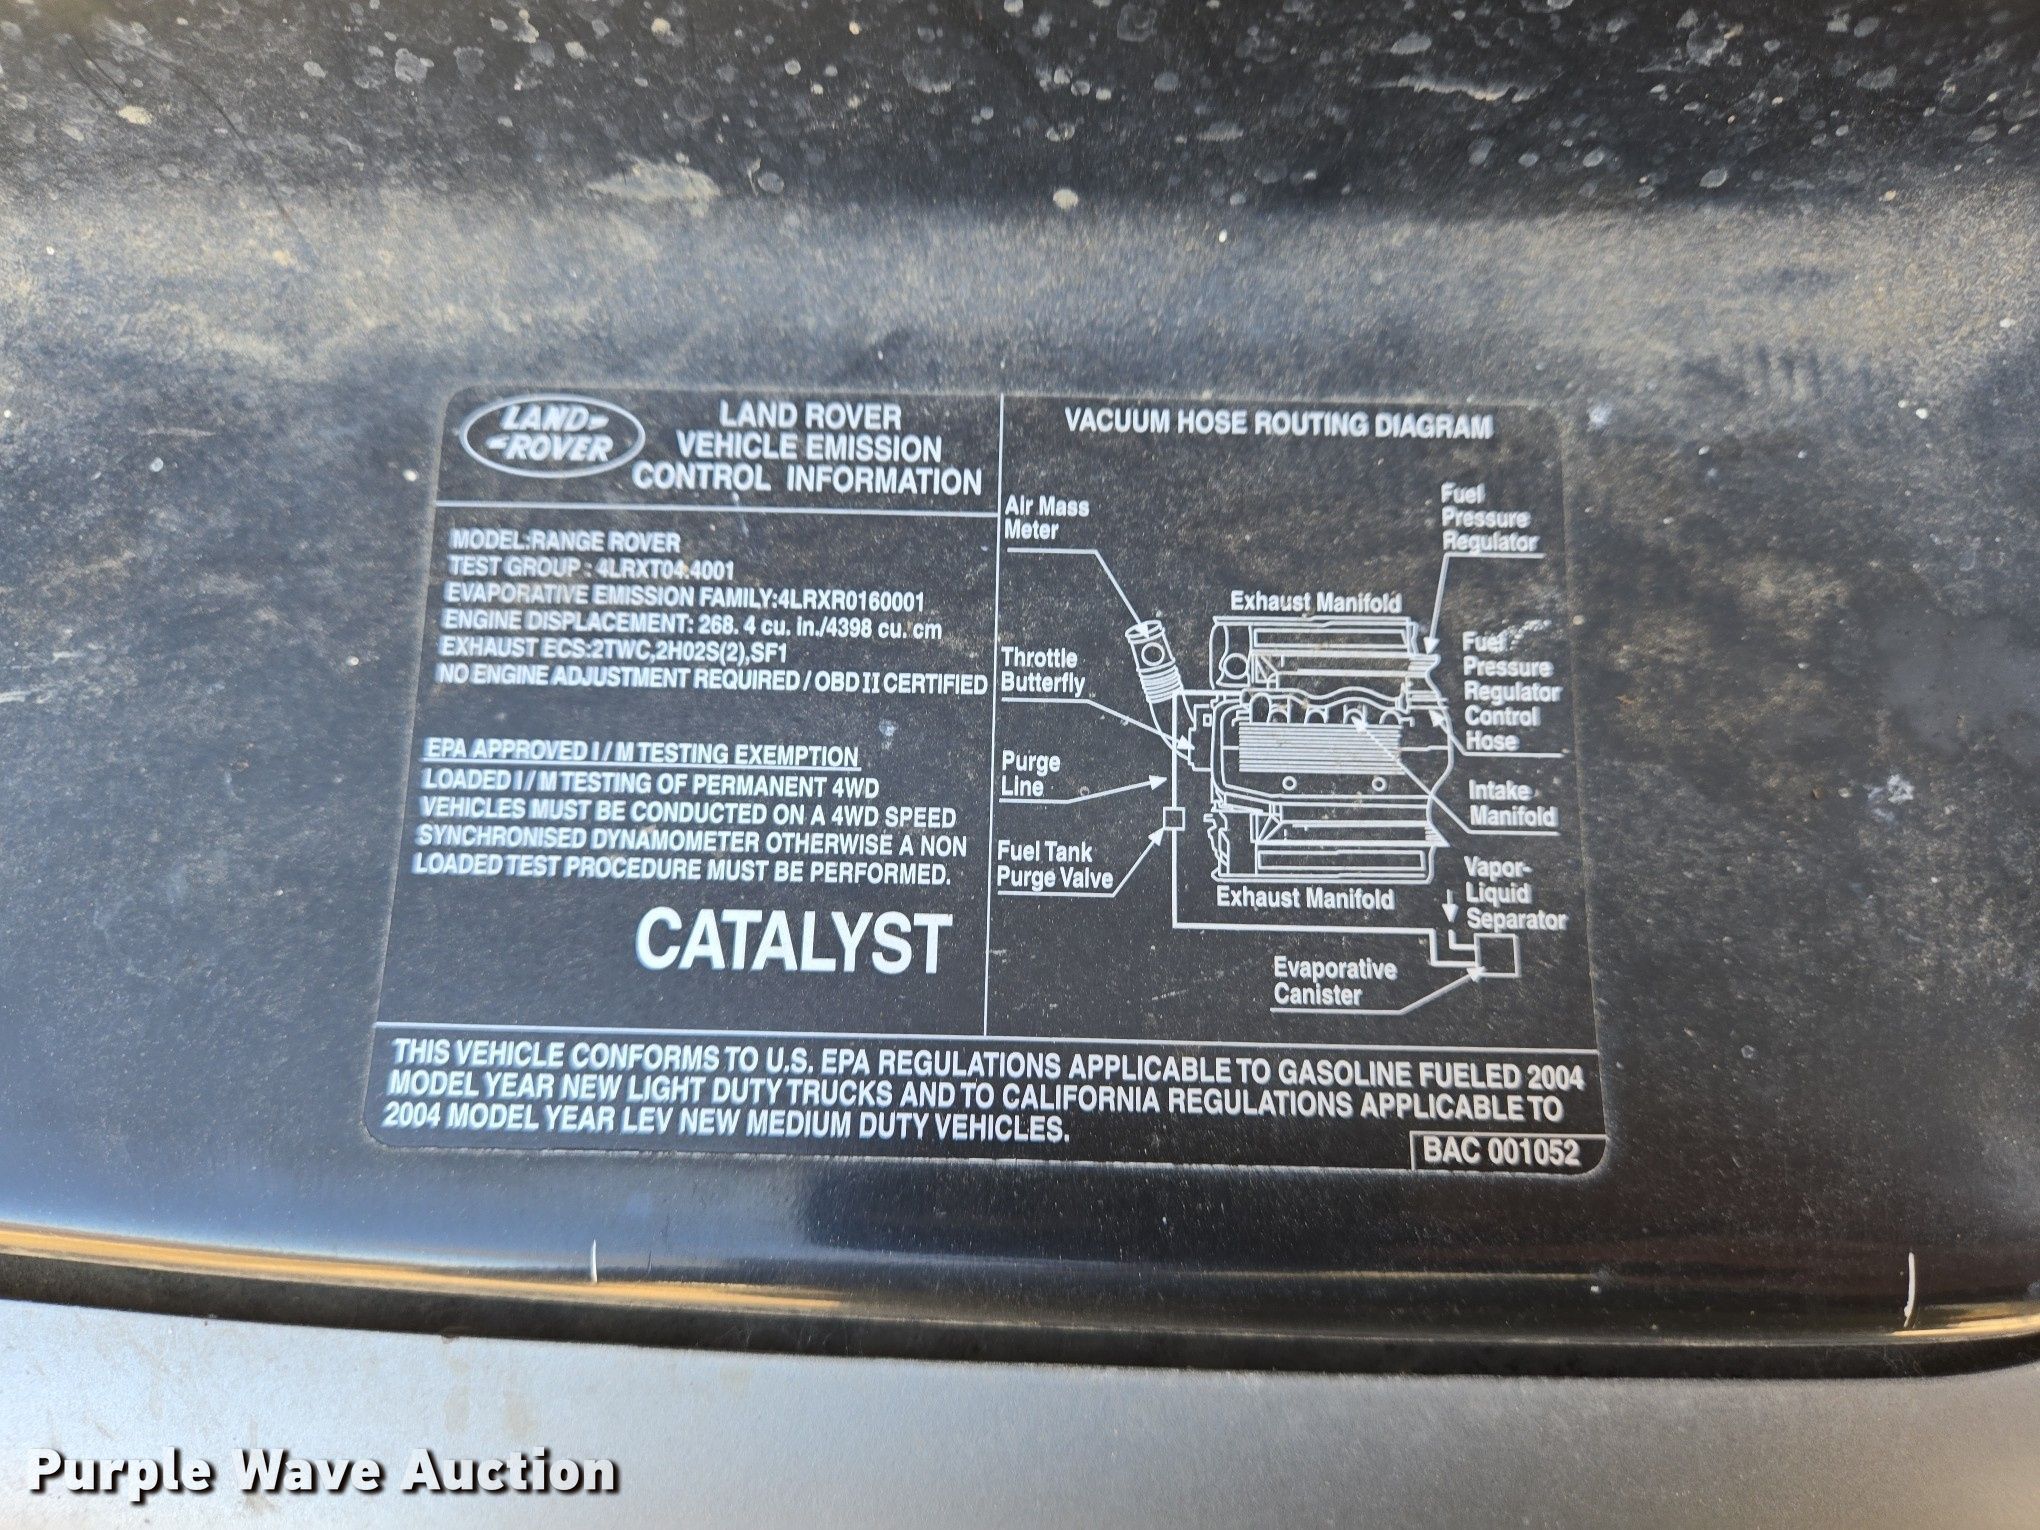 LAND-
-ROVER
LAND ROVER
VEHICLE EMISSION
CONTROL INFORMATION
MODEL:RANGE ROVER
TEST GROUP : 4LRXT04.4001
EVAPORATIVE EMISSION FAMILY:4LRXR0160001
ENGINE DISPLACEMENT: 268. 4 cu. in./4398 cu. cm
EXHAUST ECS:2TWC,2H02S(2),SF1
NO ENGINE ADJUSTMENT REQUIRED / OBD II CERTIFIED
EPA APPROVED I / M TESTING EXEMPTION
LOADED I / M TESTING OF PERMANENT 4WD
VEHICLES MUST BE CONDUCTED ON A 4WD SPEED
SYNCHRONISED DYNAMOMETER OTHERWISE A NON
LOADED TEST PROCEDURE MUST BE PERFORMED.
CATALYST
VACUUM HOSE ROUTING DIAGRAM
Air Mass
Meter
Throttle
Butterfly
Purge
Line
Fuel Tank
Purge Valve
Exhaust Manifold
Exhaust Manifold
Fuel
Pressure
Regulator
Fuel
Pressure
Regulator
Control
Hose
Intake
Manifold
Vapor-
Liquid
Separator
Evaporative
Canister
THIS VEHICLE CONFORMS TO U.S. EPA REGULATIONS APPLICABLE TO GASOLINE FUELED 2004
MODEL YEAR NEW LIGHT DUTY TRUCKS AND TO CALIFORNIA REGULATIONS APPLICABLE TO
2004 MODEL YEAR LEV NEW MEDIUM DUTY VEHICLES.
BAC 001052
Purple Wave Auction